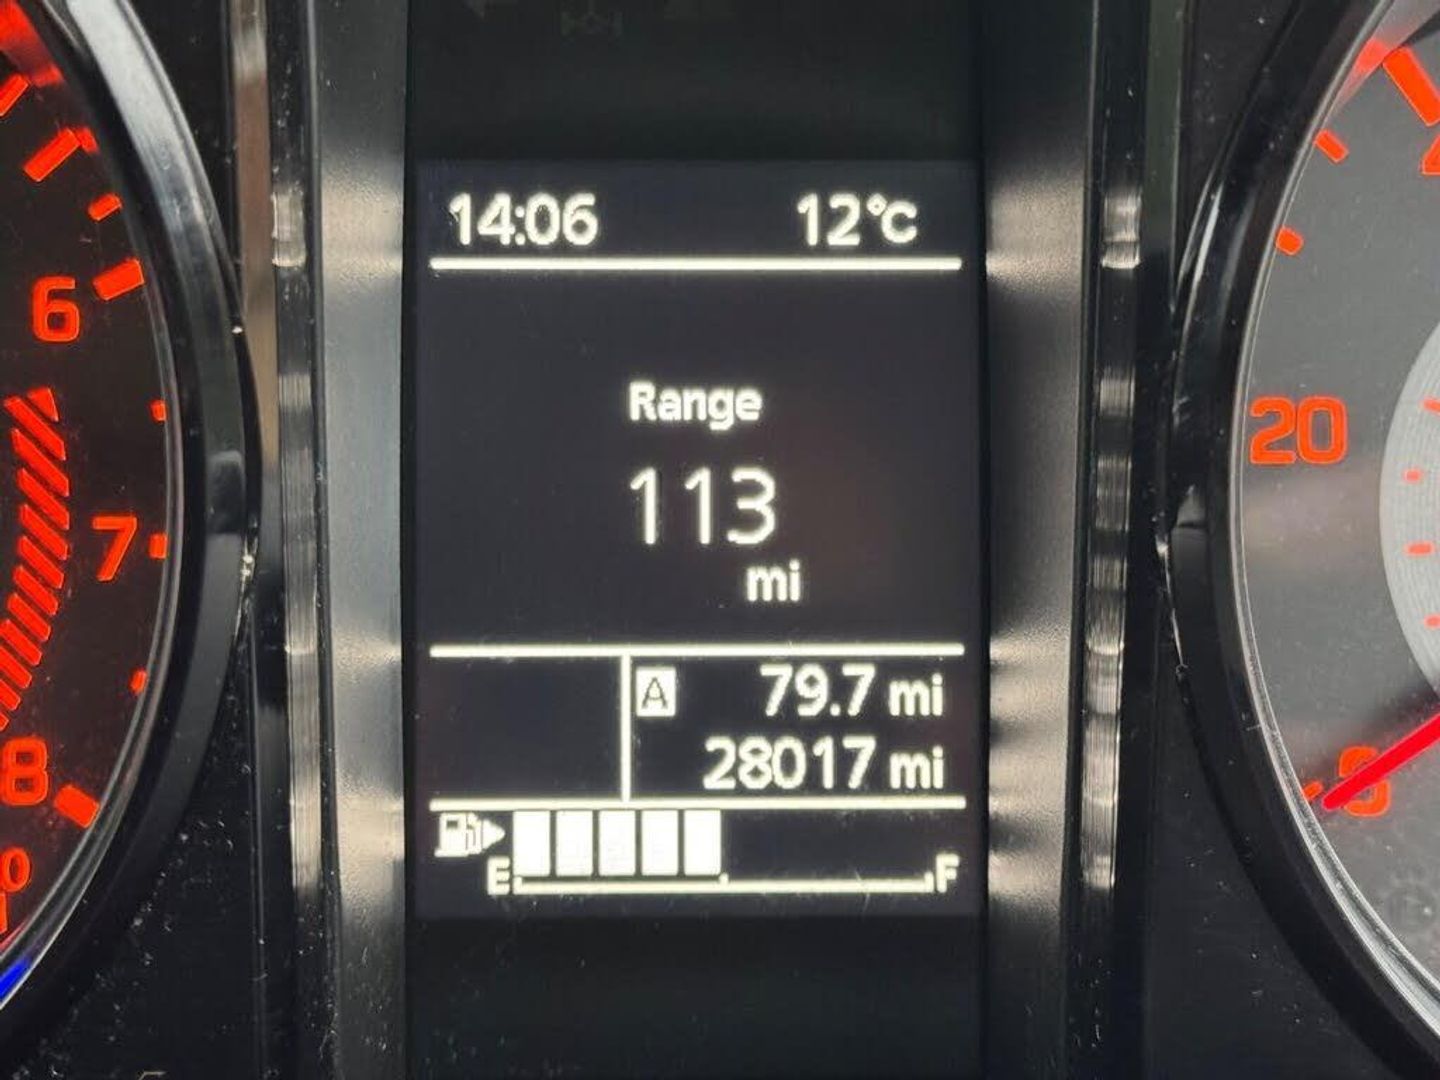 14:06 12°C
Range
113
mi
A 79.7 mi
28017 mi
E F
6
7
8
20